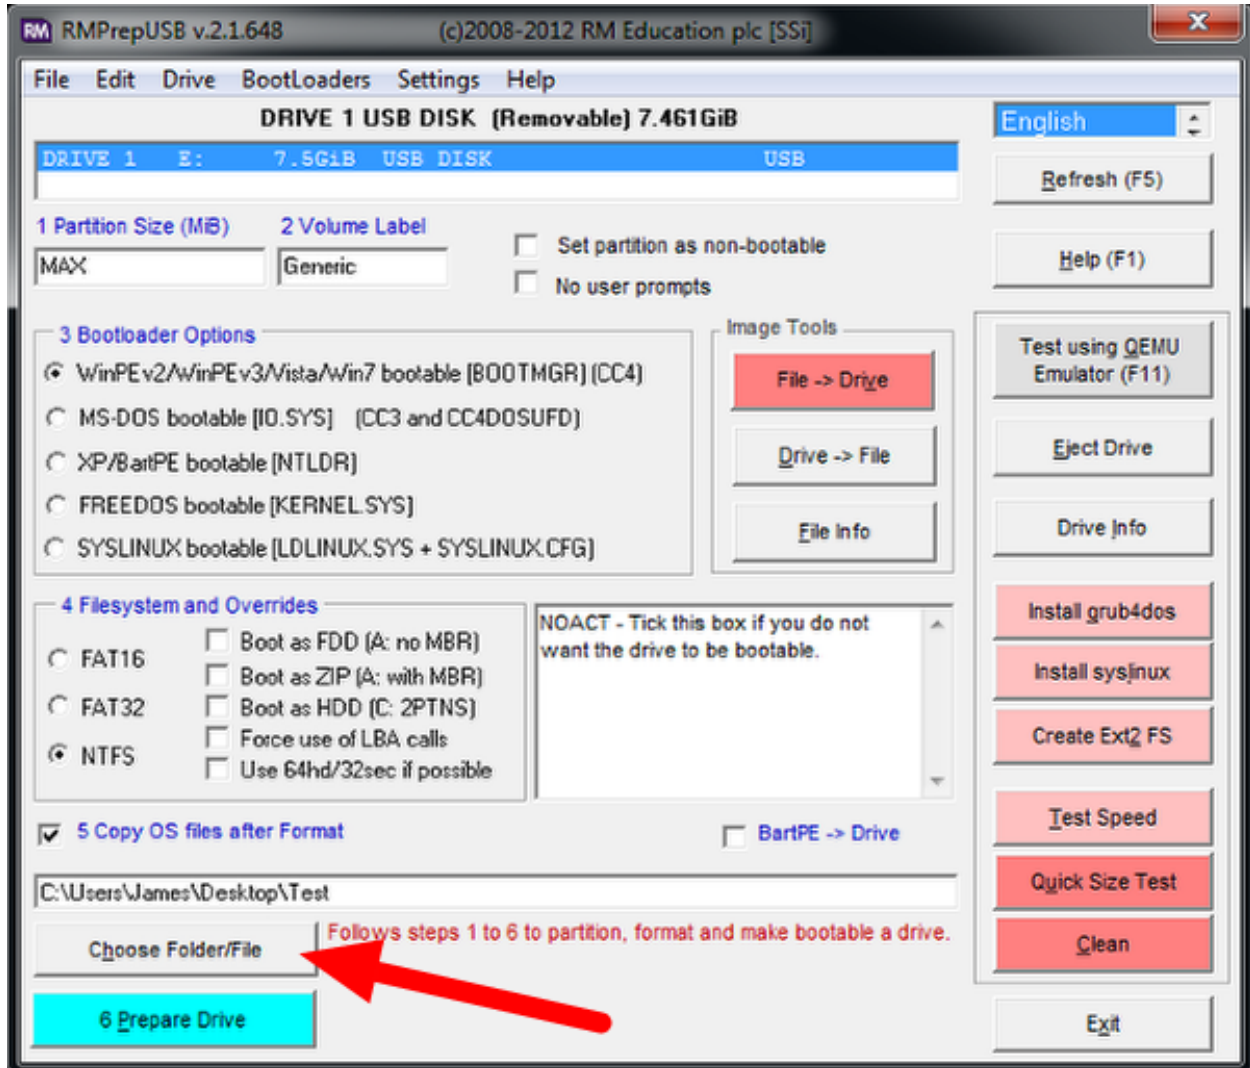 RM RMPrepUSB v.2.1.648 (c)2008-2012 RM Education plc [SSi] X
File Edit Drive BootLoaders Settings Help
DRIVE 1 USB DISK (Removable) 7.461GiB
English
DRIVE 1 E: 7.5GiB USB DISK USB
Refresh (F5)
1 Partition Size (MiB) 2 Volume Label
Set partition as non-bootable
MAX Generic
Help (F1)
No user prompts
3 Bootloader Options
WinPEv2/WinPEv3/Vista/Win7 bootable [BOOTMGR] (CC4)
MS-DOS bootable [IO.SYS] (CC3 and CC4DOSUFD)
XP/BartPE bootable [NTLDR]
FREEDOS bootable [KERNEL.SYS]
SYSLINUX bootable [LDLINUX.SYS + SYSLINUX.CFG]
Image Tools
File -> Drive
Drive -> File
File Info
Test using QEMU
Emulator (F11)
Eject Drive
Drive Info
4 Filesystem and Overrides
FAT16
FAT32
NTFS
Boot as FDD (A: no MBR)
Boot as ZIP (A: with MBR)
Boot as HDD (C: 2PTNS)
Force use of LBA calls
Use 64hd/32sec if possible
NOACT - Tick this box if you do not
want the drive to be bootable.
Install grub4dos
Install syslinux
Create Ext2 FS
5 Copy OS files after Format
BartPE -> Drive
Test Speed
C:\Users\James\Desktop\Test
Quick Size Test
Choose Folder/File
Follows steps 1 to 6 to partition, format and make bootable a drive.
Clean
6 Prepare Drive
Exit